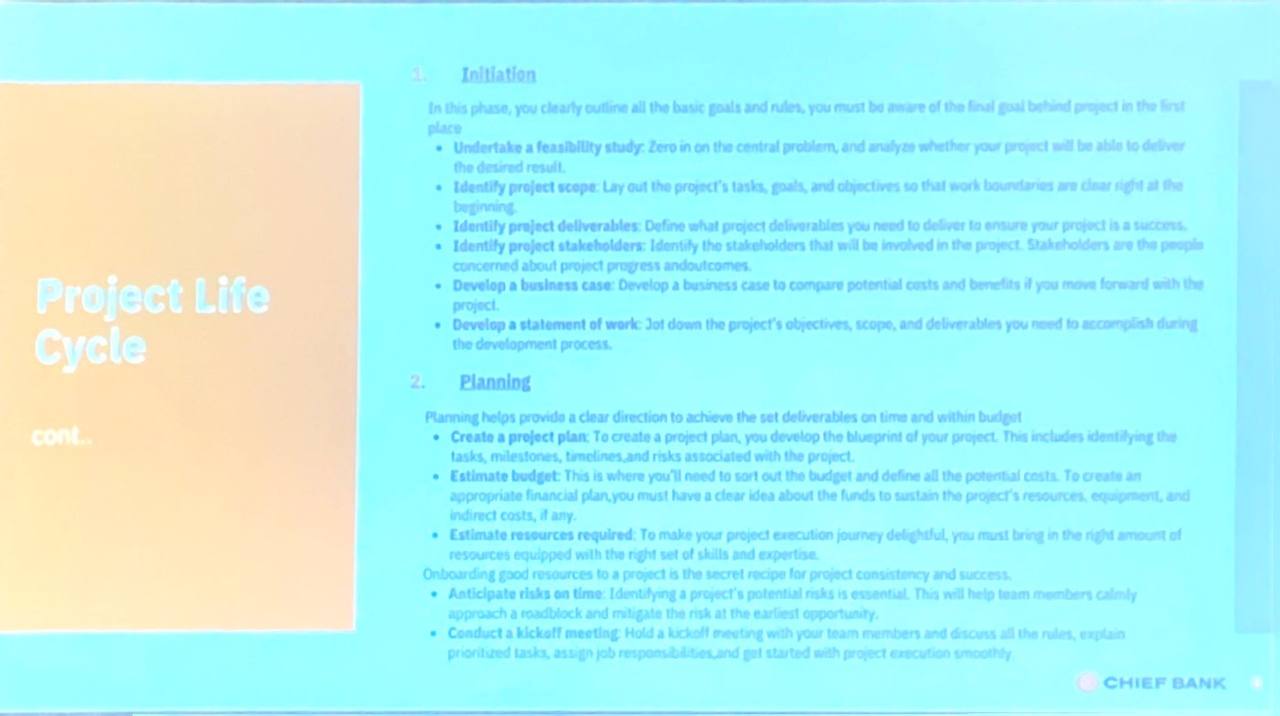 Project Life
Cycle
cont..
1. Initiation
In this phase, you clearly outline all the basic goals and rules, you must be aware of the final goal behind project in the first
place
• Undertake a feasibility study: Zero in on the central problem, and analyze whether your project will be able to deliver
the desired result.
• Identify project scope: Lay out the project's tasks, goals, and objectives so that work boundaries are clear right at the
beginning.
• Identify project deliverables: Define what project deliverables you need to deliver to ensure your project is a success.
• Identify project stakeholders: Identify the stakeholders that will be involved in the project. Stakeholders are the people
concerned about project progress andoutcomes.
• Develop a business case: Develop a business case to compare potential costs and benefits if you move forward with the
project.
• Develop a statement of work: Jot down the project's objectives, scope, and deliverables you need to accomplish during
the development process.
2. Planning
Planning helps provide a clear direction to achieve the set deliverables on time and within budget
• Create a project plan: To create a project plan, you develop the blueprint of your project. This includes identifying the
tasks, milestones, timelines,and risks associated with the project.
• Estimate budget: This is where you'll need to sort out the budget and define all the potential costs. To create an
appropriate financial plan,you must have a clear idea about the funds to sustain the project's resources, equipment, and
indirect costs, if any.
• Estimate resources required: To make your project execution journey delightful, you must bring in the right amount of
resources equipped with the right set of skills and expertise.
Onboarding good resources to a project is the secret recipe for project consistency and success.
• Anticipate risks on time: Identifying a project's potential risks is essential. This will help team members calmly
approach a roadblock and mitigate the risk at the earliest opportunity.
• Conduct a kickoff meeting: Hold a kickoff meeting with your team members and discuss all the rules, explain
prioritized tasks, assign job responsibilities,and get started with project execution smoothly.
CHIEF BANK